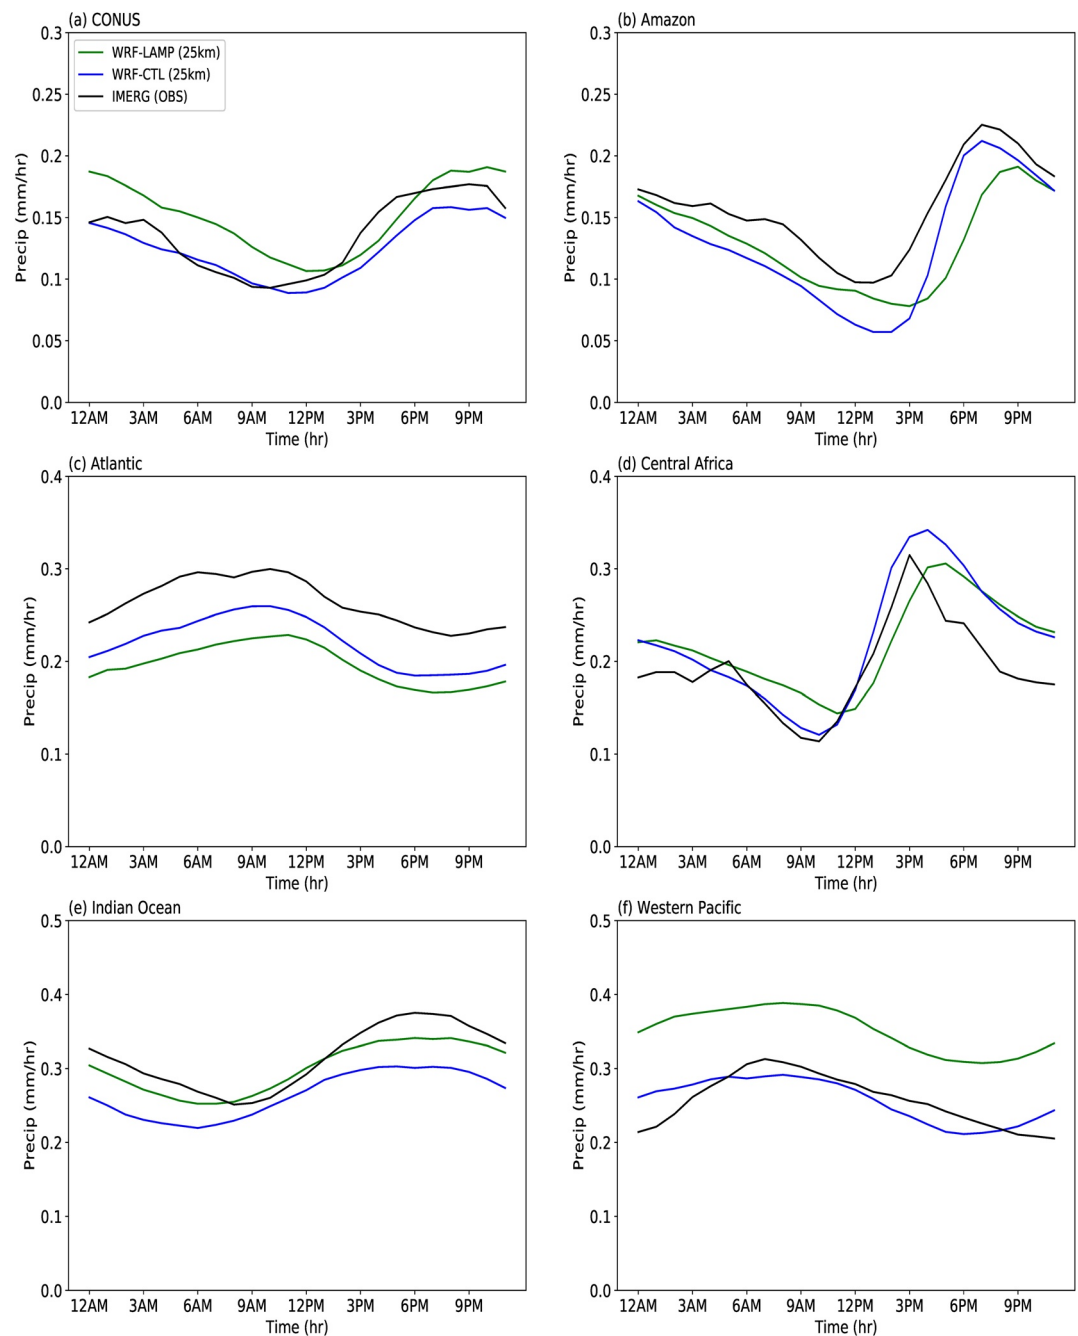 (a) CONUS
0.3
0.25
0.2
0.15
0.1
0.05
0.0
Precip (mm/hr)
WRF-LAMP (25km)
WRF-CTL (25km)
IMERG (OBS)
12AM 3AM 6AM 9AM 12PM 3PM 6PM 9PM
Time (hr)
(b) Amazon
0.3
0.25
0.2
0.15
0.1
0.05
0.0
Precip (mm/hr)
12AM 3AM 6AM 9AM 12PM 3PM 6PM 9PM
Time (hr)
(c) Atlantic
0.4
0.3
0.2
0.1
0.0
Precip (mm/hr)
12AM 3AM 6AM 9AM 12PM 3PM 6PM 9PM
Time (hr)
(d) Central Africa
0.4
0.3
0.2
0.1
0.0
Precip (mm/hr)
12AM 3AM 6AM 9AM 12PM 3PM 6PM 9PM
Time (hr)
(e) Indian Ocean
0.5
0.4
0.3
0.2
0.1
0.0
Precip (mm/hr)
12AM 3AM 6AM 9AM 12PM 3PM 6PM 9PM
Time (hr)
(f) Western Pacific
0.5
0.4
0.3
0.2
0.1
0.0
Precip (mm/hr)
12AM 3AM 6AM 9AM 12PM 3PM 6PM 9PM
Time (hr)